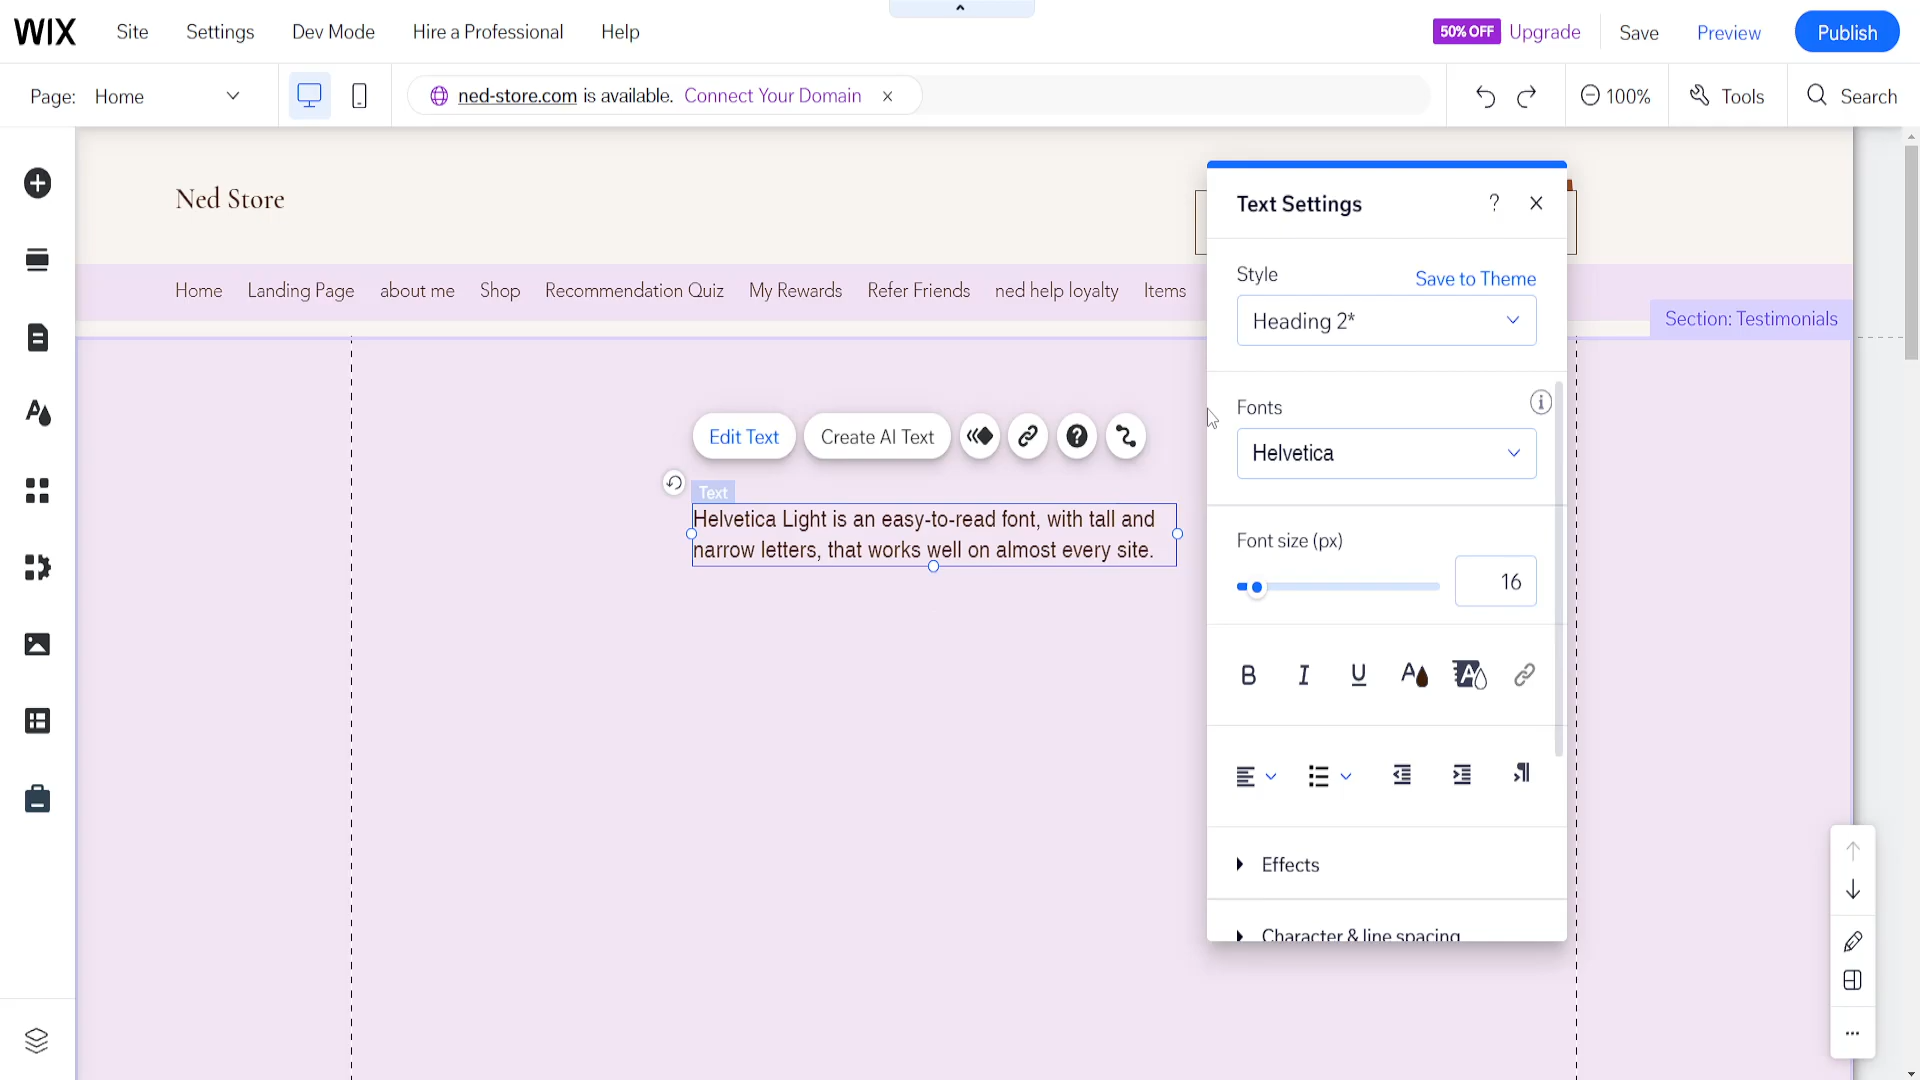 WIX Site Settings Dev Mode Hire a Professional Help 50% OFF Upgrade Save Preview Publish
Page: Home ned-store.com is available. Connect Your Domain 100% Tools Search
Ned Store
Home Landing Page about me Shop Recommendation Quiz My Rewards Refer Friends ned help loyalty Items
Section: Testimonials
Edit Text Create AI Text
Text
Helvetica Light is an easy-to-read font, with tall and
narrow letters, that works well on almost every site.
Text Settings ?
Style Save to Theme
Heading 2*
Fonts
Helvetica
Font size (px)
16
B I U A A
Effects
Character & line spacing